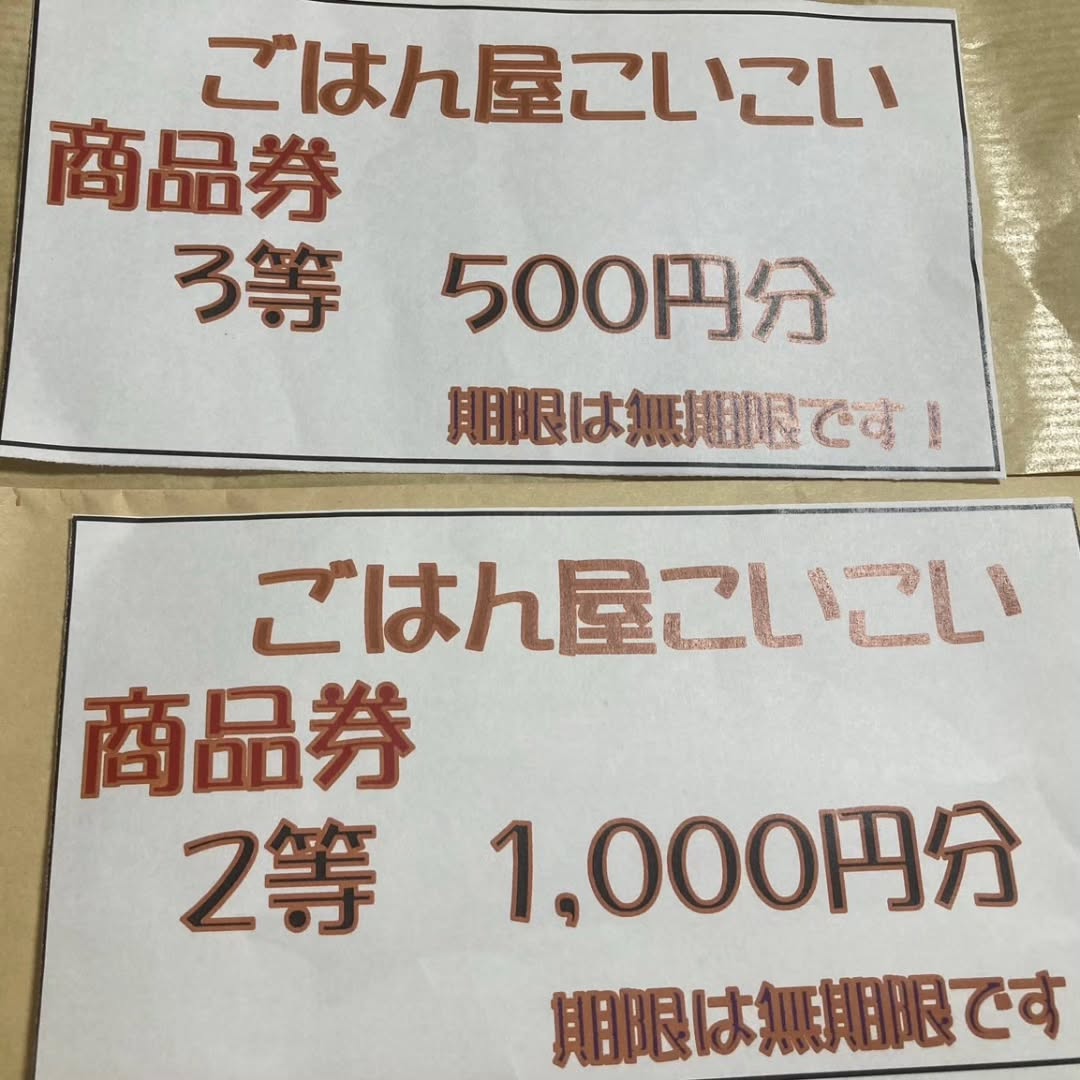 ごはん屋こいこい
商品券
3等 500円分
期限は無期限です!
ごはん屋こいこい
商品券
2等 1,000円分
期限は無期限です